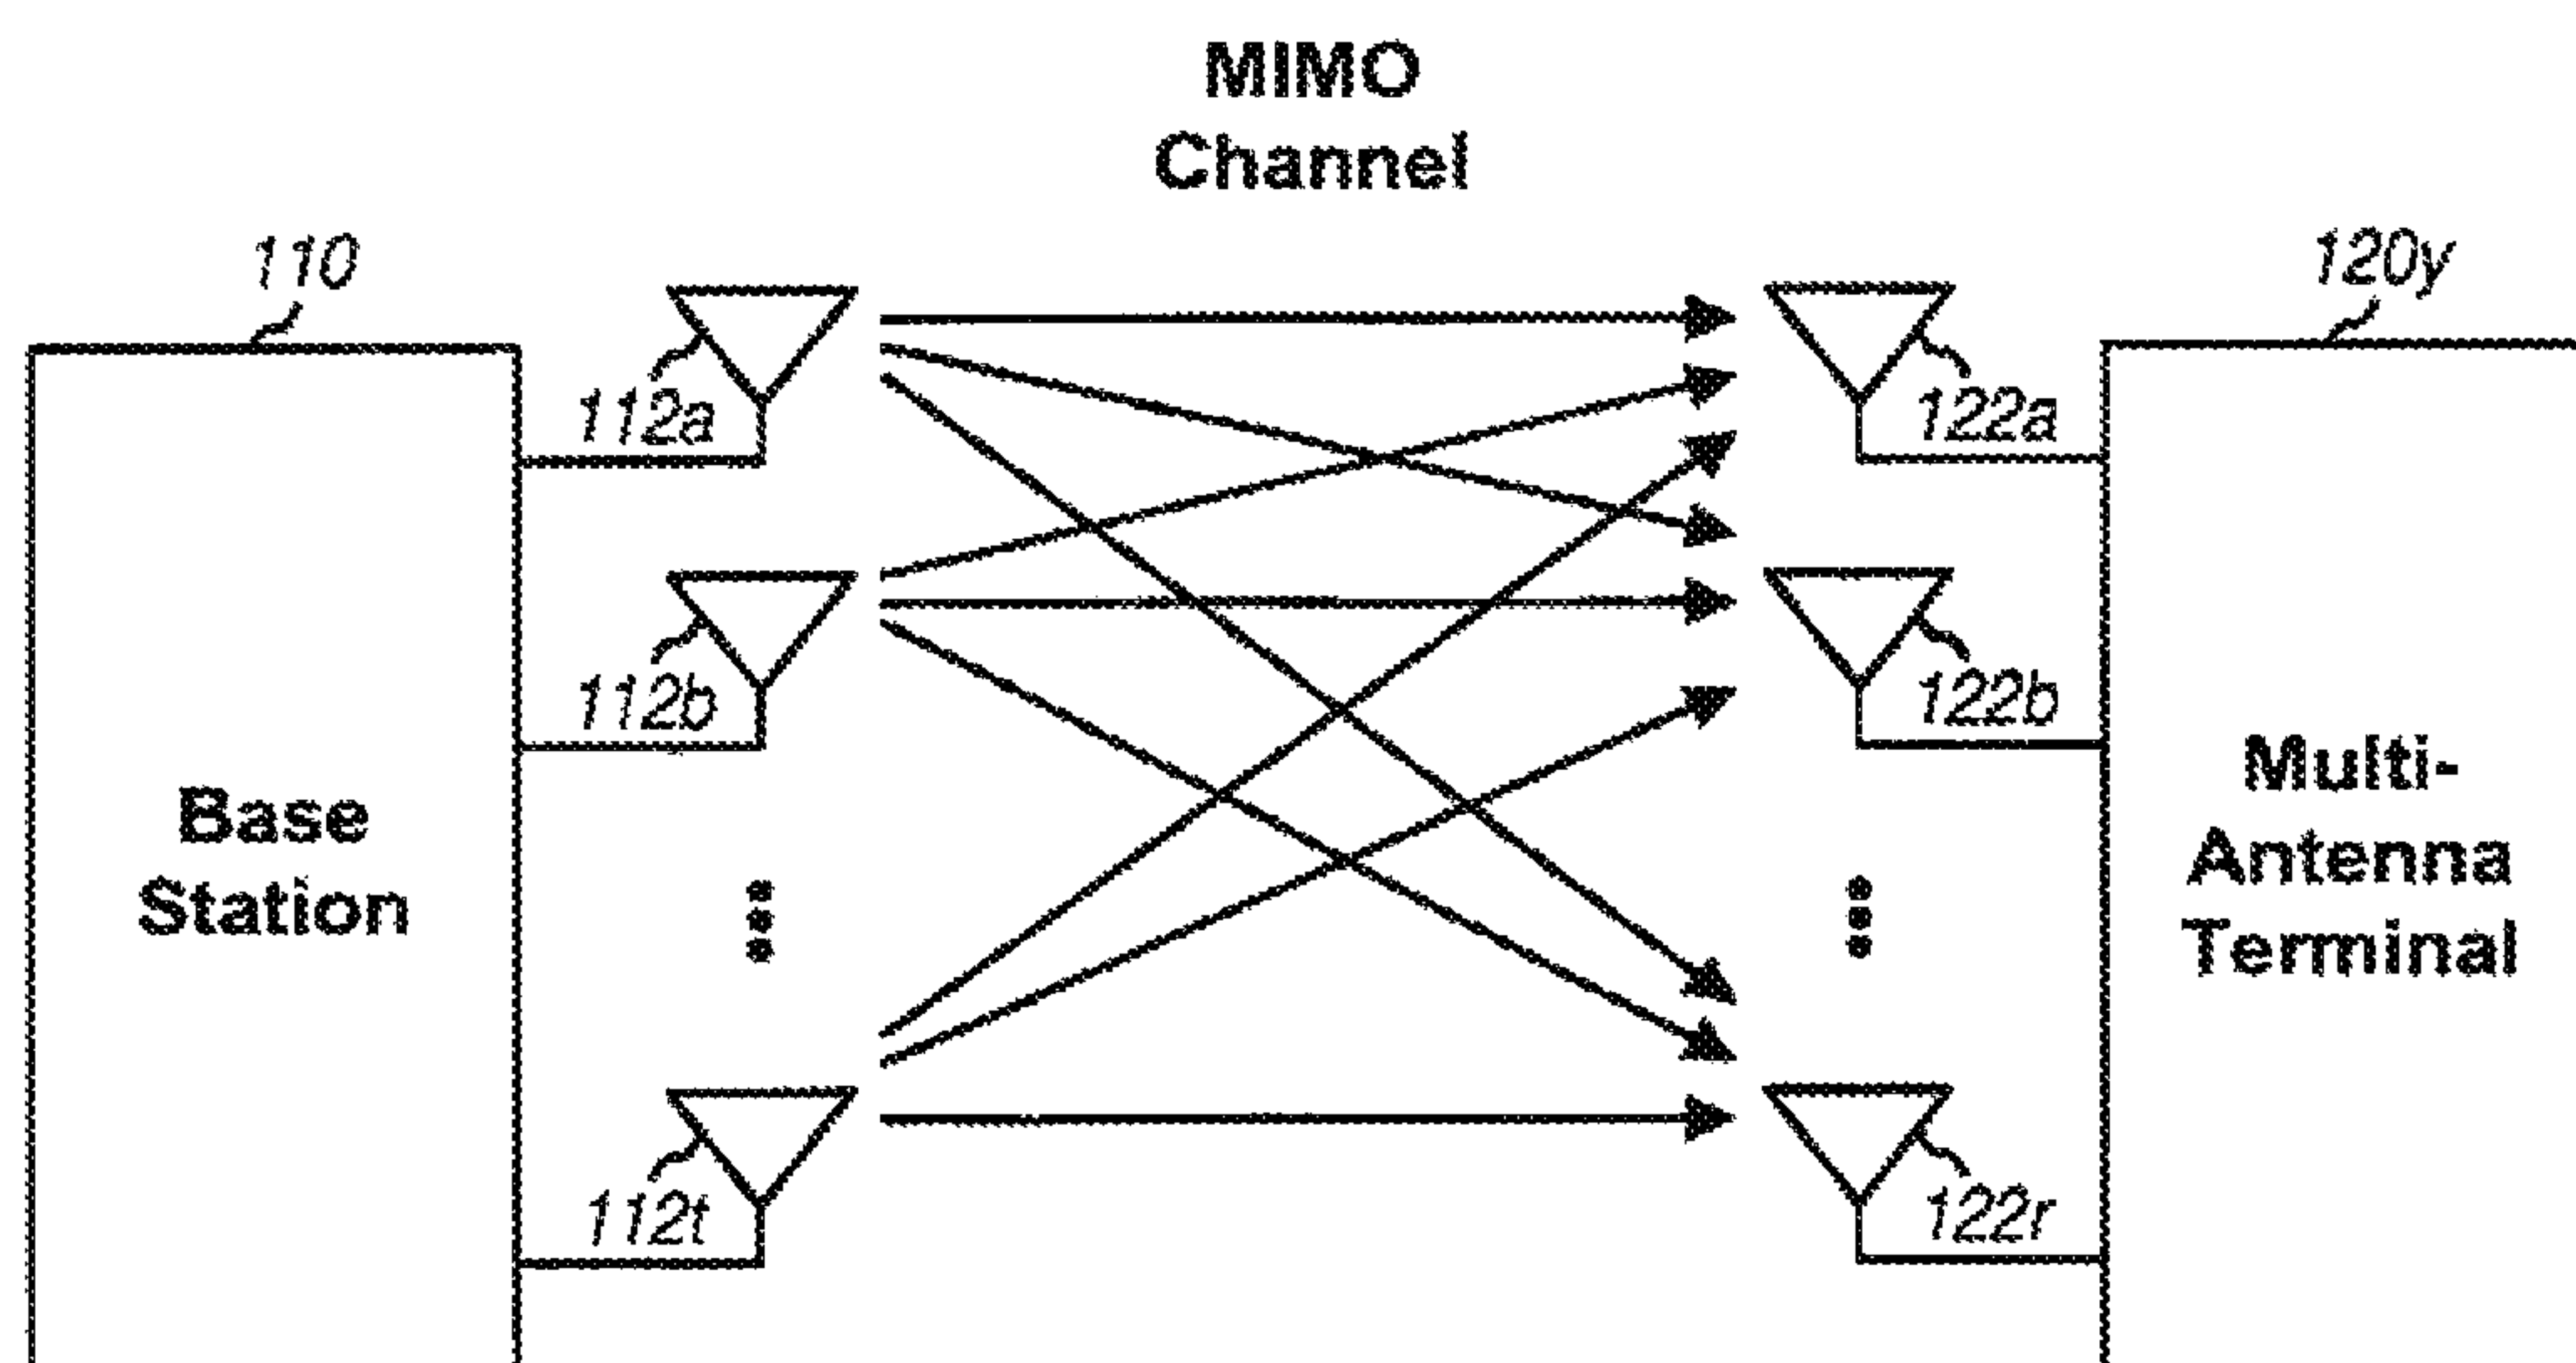 MIMO
Channel
110
120y
112a
122a
112b
122b
Base
Station
Multi-
Antenna
Terminal
112t
122r